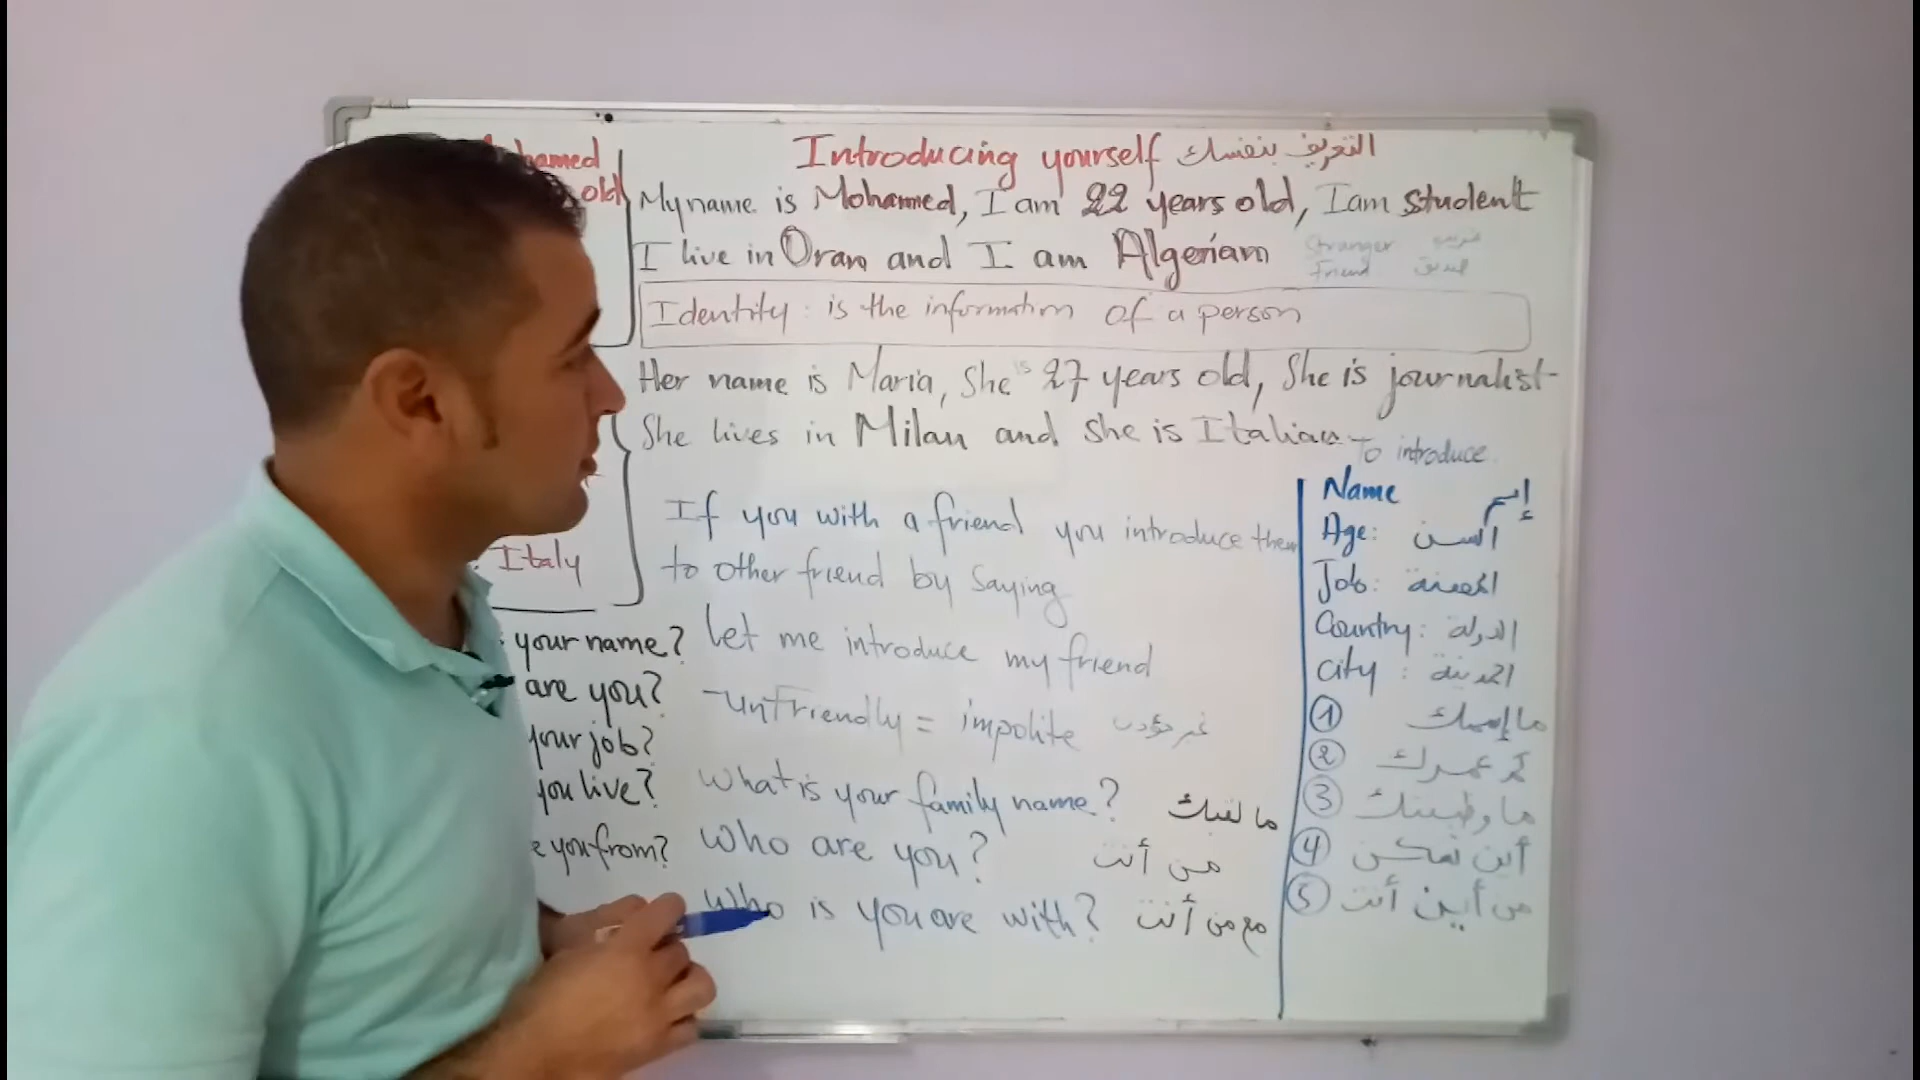 Introducing yourself التعريف بنفسك
old
My name is Mohamed, I am 22 years old, I am student
I live in Oran and I am Algerian
Stranger غريب
Friend صديق
Identity : is the information of a person
Her name is Maria, She is 27 years old, She is journalist
She lives in Milan and she is Italian
Italy
your name?
are you?
your job?
you live?
you from?
If you with a friend you introduce them
to other friend by saying
Let me introduce my friend
-unfriendly = impolite غير مؤدب
What is your family name? ما لقبك
Who are you? من أنت
Who is you are with? مع من أنت
To introduce
Name إسم
Age: السن
Job: المهنة
Country: الدولة
City : المدينة
① ما إسمك
② كم عمرك
③ ما وظيفتك
④ أين تسكن
⑤ من أين أنت